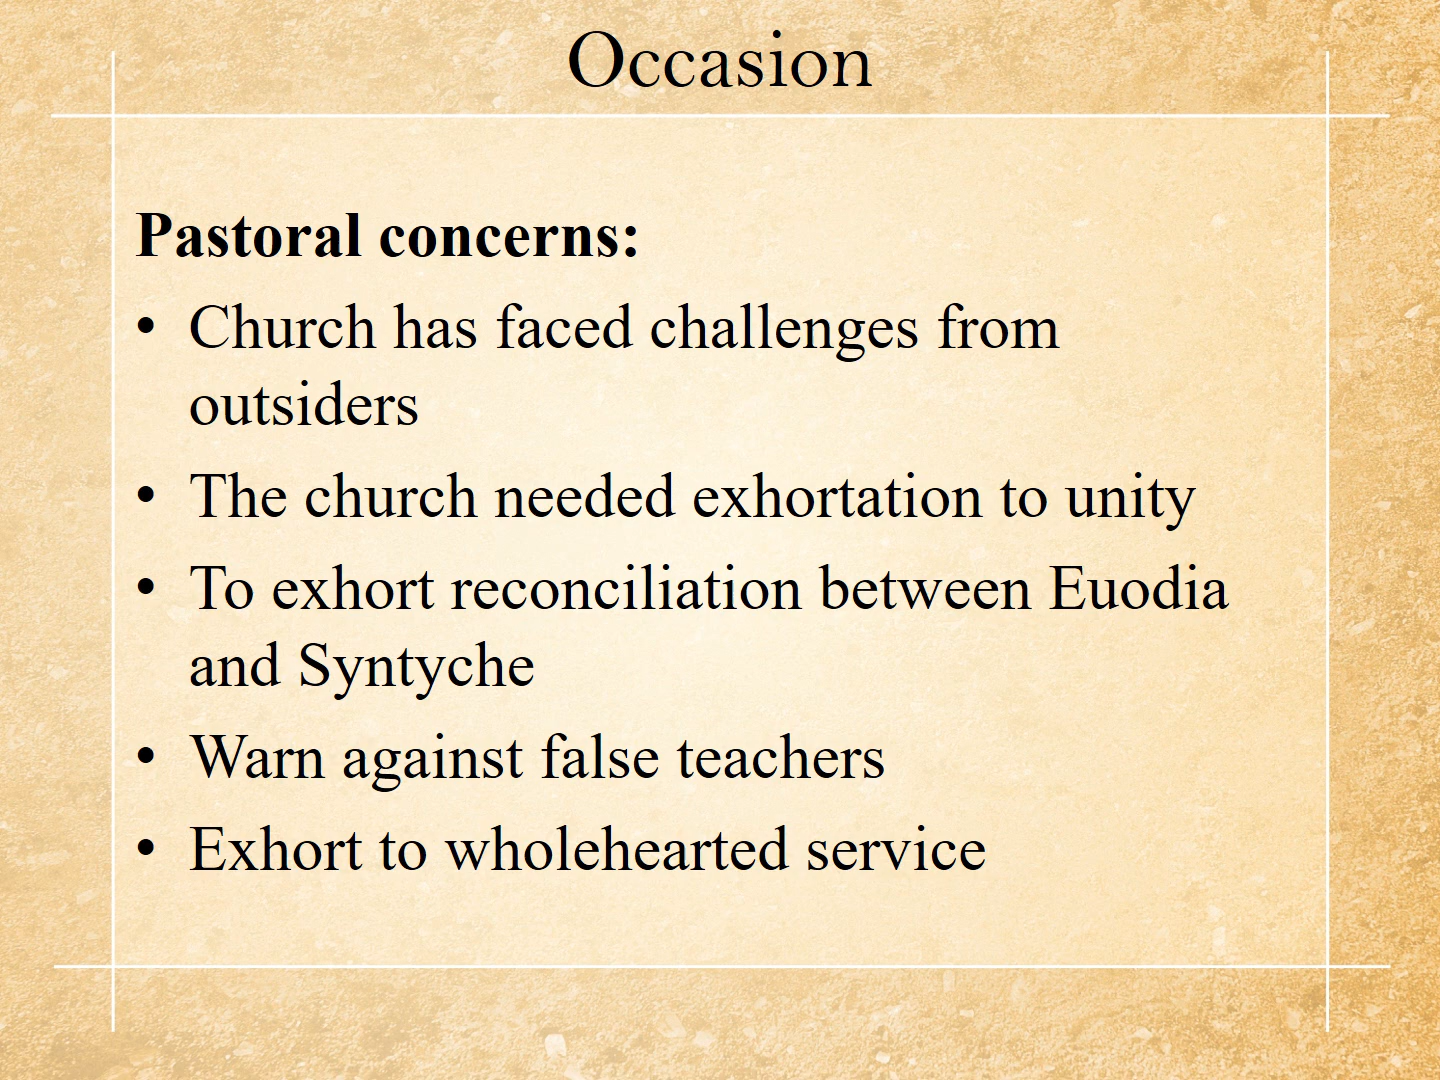 Occasion
Pastoral concerns:
• Church has faced challenges from
outsiders
• The church needed exhortation to unity
• To exhort reconciliation between Euodia
and Syntyche
• Warn against false teachers
• Exhort to wholehearted service